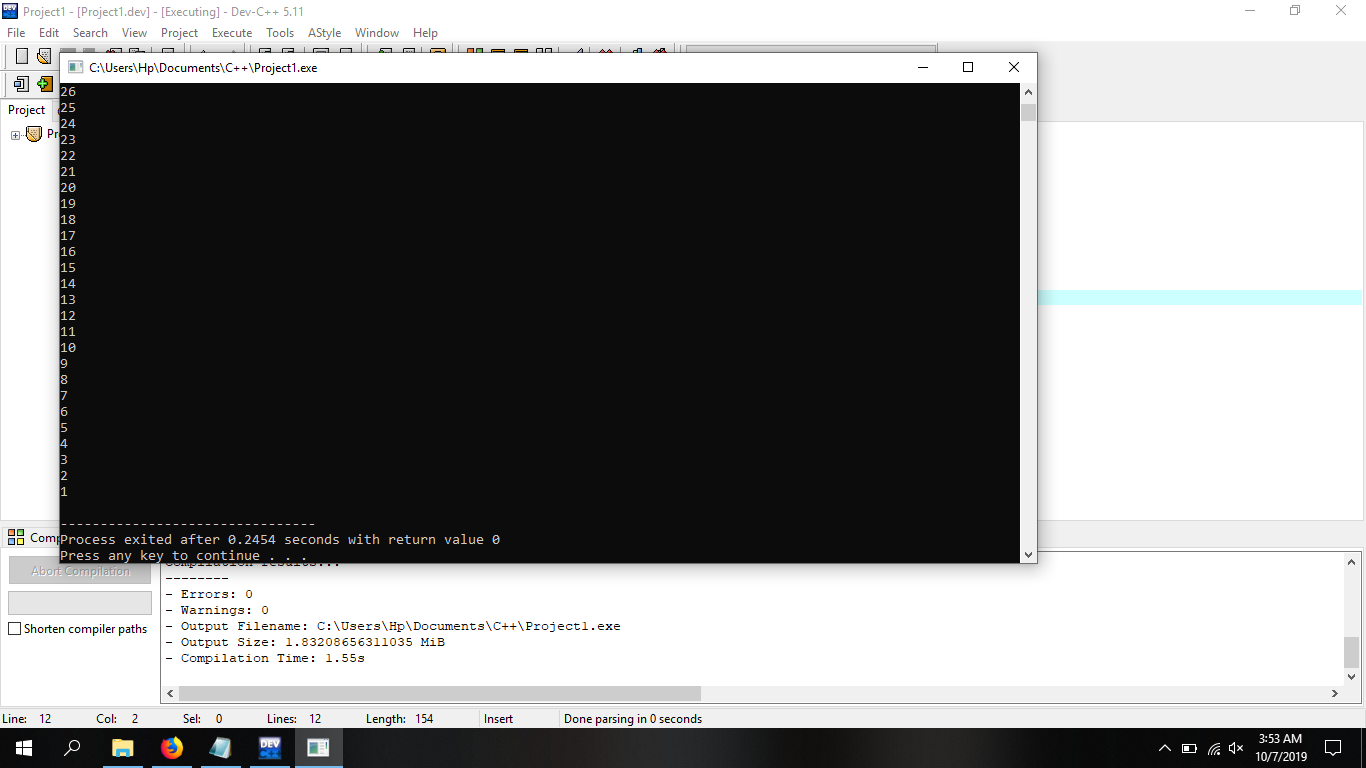 Project1 - [Project1.dev] - [Executing] - Dev-C++ 5.11
File Edit Search View Project Execute Tools AStyle Window Help
C:\Users\Hp\Documents\C++\Project1.exe
Project
26
25
24
23
22
21
20
19
18
17
16
15
14
13
12
11
10
9
8
7
6
5
4
3
2
1
--------------------------------
Process exited after 0.2454 seconds with return value 0
Press any key to continue . . .
Abort Compilation
Shorten compiler paths
Compilation results...
--------
- Errors: 0
- Warnings: 0
- Output Filename: C:\Users\Hp\Documents\C++\Project1.exe
- Output Size: 1.83208656311035 MiB
- Compilation Time: 1.55s
Line: 12 Col: 2 Sel: 0 Lines: 12 Length: 154 Insert Done parsing in 0 seconds
DEV
3:53 AM
10/7/2019